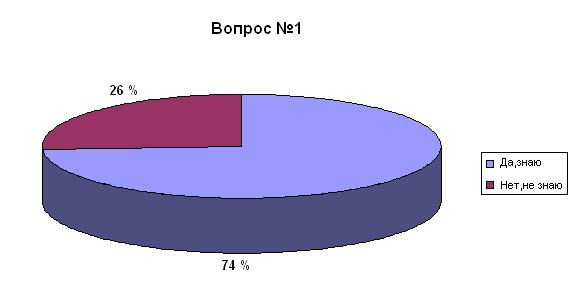 Вопрос №1
26 %
Да,знаю
Нет,не знаю
74 %